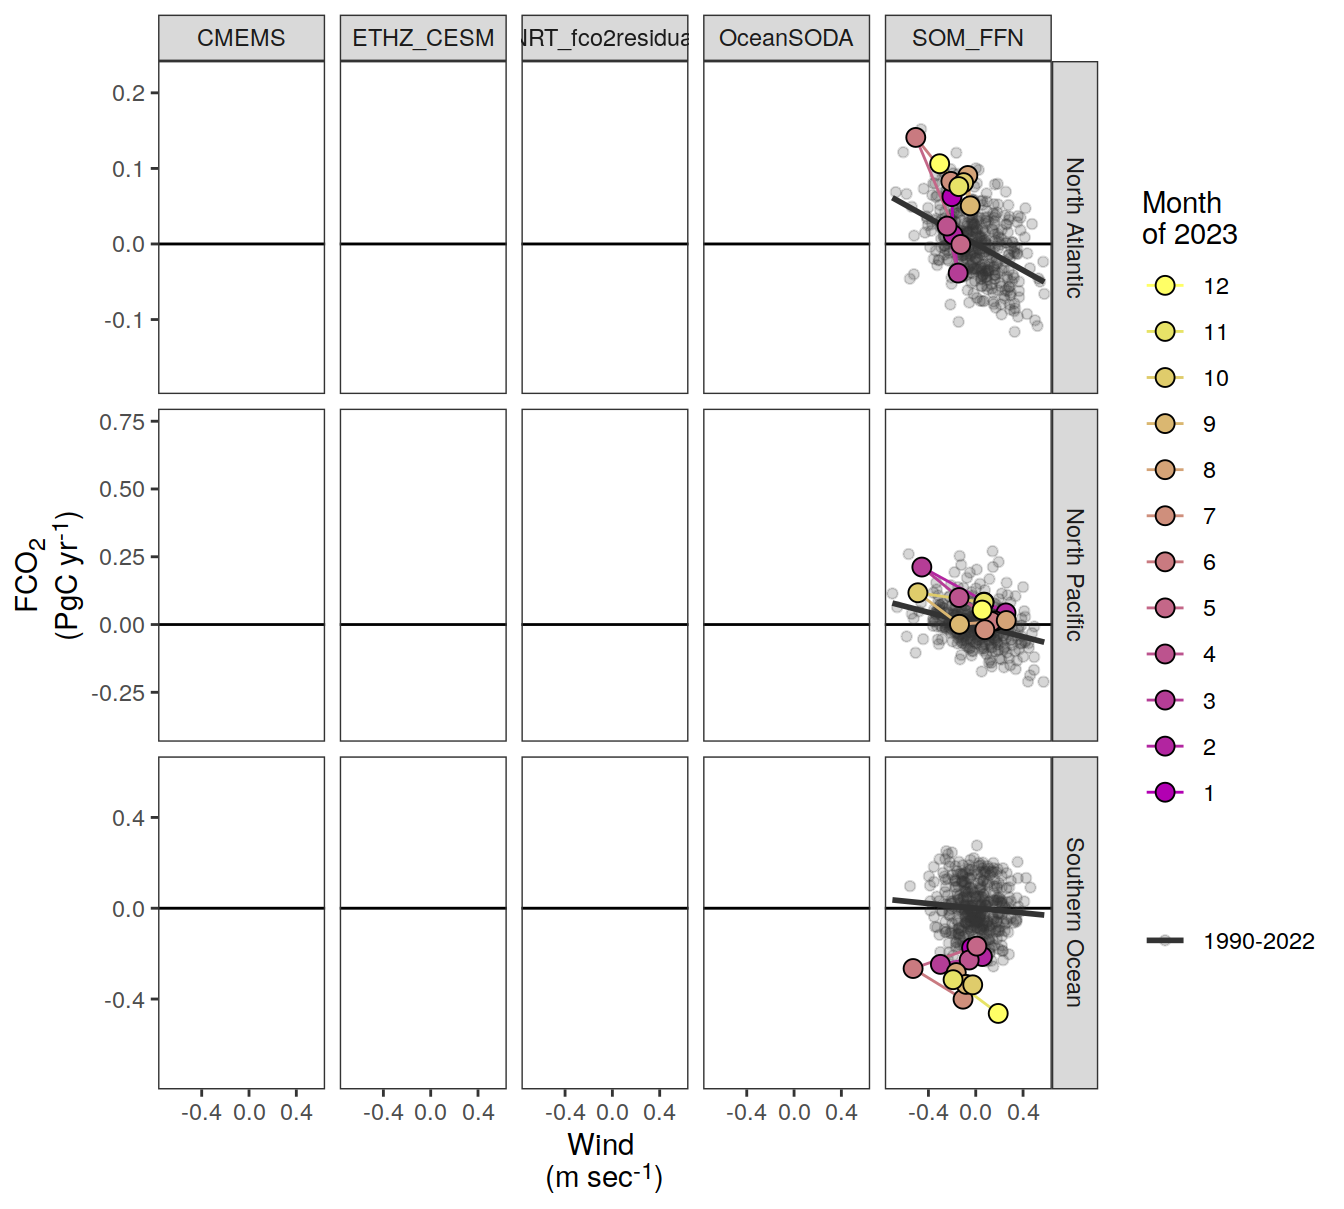 CMEMS
ETHZ_CESM
NRT_fco2residua
OceanSODA
SOM_FFN
0.2
0.1
0.0
-0.1
North Atlantic
0.75
0.50
0.25
0.00
-0.25
North Pacific
0.4
0.0
-0.4
Southern Ocean
FCO2
(PgC yr-1)
-0.4 0.0 0.4
-0.4 0.0 0.4
-0.4 0.0 0.4
-0.4 0.0 0.4
-0.4 0.0 0.4
Wind
(m sec-1)
Month
of 2023
12
11
10
9
8
7
6
5
4
3
2
1
1990-2022